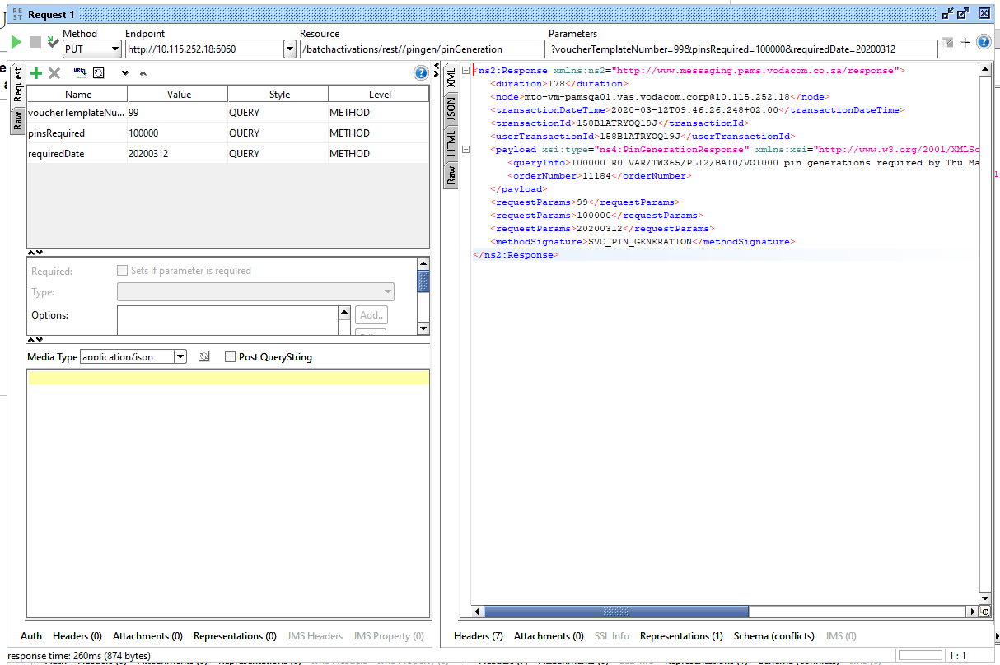 RE
ST
Request 1
Method
Endpoint
Resource
Parameters
PUT
http://10.115.252.18:6060
/batchactivations/rest//pingen/pinGeneration
?voucherTemplateNumber=99&pinsRequired=100000&requiredDate=20200312
Request
Raw
Name Value Style Level
voucherTemplateNu... 99 QUERY METHOD
pinsRequired 100000 QUERY METHOD
requiredDate 20200312 QUERY METHOD
Required: Sets if parameter is required
Type:
Options: Add..
Media Type application/json Post QueryString
Auth Headers (0) Attachments (0) Representations (0) JMS Headers JMS Property (0)
response time: 260ms (874 bytes)
XML
JSON
HTML
Raw
<ns2:Response xmlns:ns2="http://www.messaging.pams.vodacom.co.za/response">
<duration>178</duration>
<node>mto-vm-pamsqa01.vas.vodacom.corp@10.115.252.18</node>
<transactionDateTime>2020-03-12T09:46:26.248+02:00</transactionDateTime>
<transactionId>158B1ATRYOQ19J</transactionId>
<userTransactionId>158B1ATRYOQ19J</userTransactionId>
<payload xsi:type="ns4:PinGenerationResponse" xmlns:xsi="http://www.w3.org/2001/XMLSc
<queryInfo>100000 R0 VAR/TW365/PL12/BA10/VO1000 pin generations required by Thu Ma
<orderNumber>11184</orderNumber>
</payload>
<requestParams>99</requestParams>
<requestParams>100000</requestParams>
<requestParams>20200312</requestParams>
<methodSignature>SVC_PIN_GENERATION</methodSignature>
</ns2:Response>
Headers (7) Attachments (0) SSL Info Representations (1) Schema (conflicts) JMS (0)
1 : 1